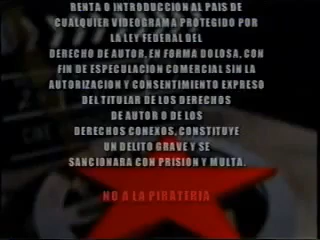 RENTA O INTRODUCCION AL PAIS DE
CUALQUIER VIDEOGRAMA PROTEGIDO POR
LA LEY FEDERAL DEL
DERECHO DE AUTOR, EN FORMA DOLOSA, CON
FIN DE ESPECULACION COMERCIAL SIN LA
AUTORIZACION Y CONSENTIMIENTO EXPRESO
DEL TITULAR DE LOS DERECHOS
DE AUTOR O DE LOS
DERECHOS CONEXOS, CONSTITUYE
UN DELITO GRAVE Y SE
SANCIONARA CON PRISION Y MULTA.
NO A LA PIRATERIA